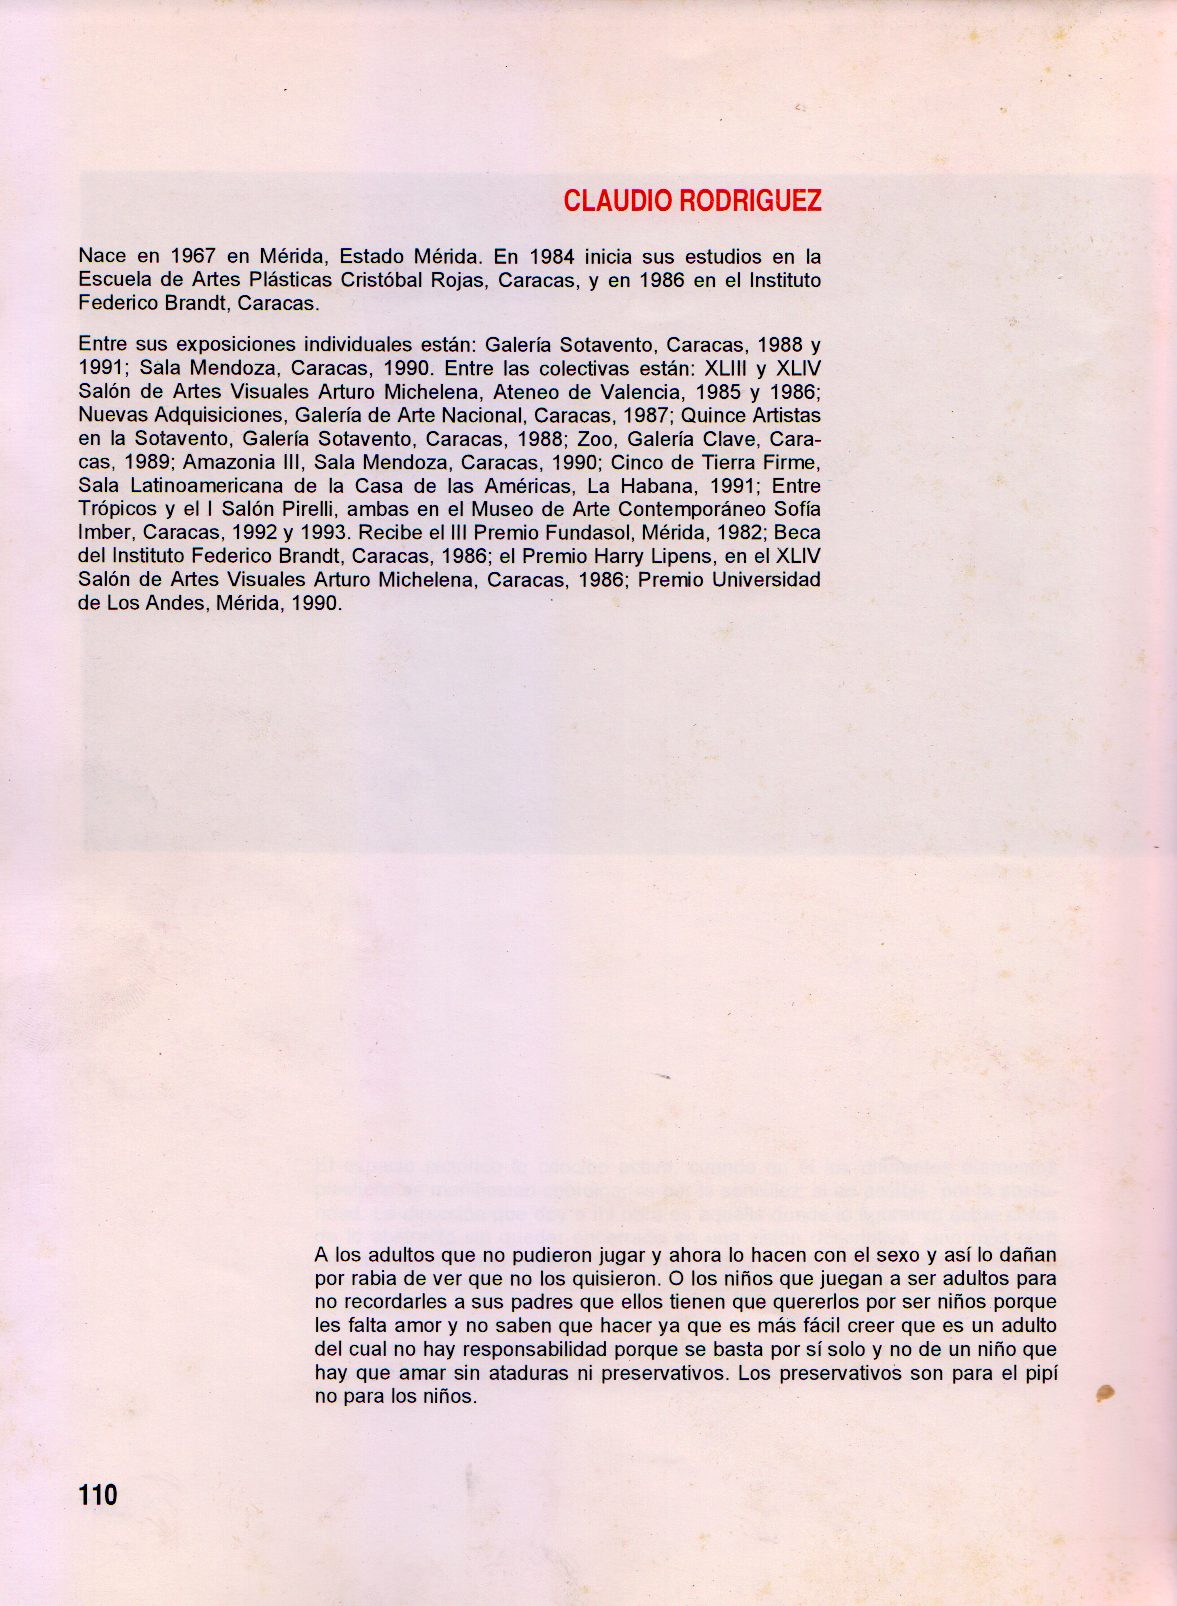 CLAUDIO RODRIGUEZ
Nace en 1967 en Mérida, Estado Mérida. En 1984 inicia sus estudios en la
Escuela de Artes Plásticas Cristóbal Rojas, Caracas, y en 1986 en el Instituto
Federico Brandt, Caracas.
Entre sus exposiciones individuales están: Galería Sotavento, Caracas, 1988 y
1991; Sala Mendoza, Caracas, 1990. Entre las colectivas están: XLIII y XLIV
Salón de Artes Visuales Arturo Michelena, Ateneo de Valencia, 1985 y 1986;
Nuevas Adquisiciones, Galería de Arte Nacional, Caracas, 1987; Quince Artistas
en la Sotavento, Galería Sotavento, Caracas, 1988; Zoo, Galería Clave, Cara-
cas, 1989; Amazonia III, Sala Mendoza, Caracas, 1990; Cinco de Tierra Firme,
Sala Latinoamericana de la Casa de las Américas, La Habana, 1991; Entre
Trópicos y el I Salón Pirelli, ambas en el Museo de Arte Contemporáneo Sofía
Imber, Caracas, 1992 y 1993. Recibe el III Premio Fundasol, Mérida, 1982; Beca
del Instituto Federico Brandt, Caracas, 1986; el Premio Harry Lipens, en el XLIV
Salón de Artes Visuales Arturo Michelena, Caracas, 1986; Premio Universidad
de Los Andes, Mérida, 1990.
A los adultos que no pudieron jugar y ahora lo hacen con el sexo y así lo dañan
por rabia de ver que no los quisieron. O los niños que juegan a ser adultos para
no recordarles a sus padres que ellos tienen que quererlos por ser niños porque
les falta amor y no saben que hacer ya que es más fácil creer que es un adulto
del cual no hay responsabilidad porque se basta por sí solo y no de un niño que
hay que amar sin ataduras ni preservativos. Los preservativos son para el pipí
no para los niños.
110